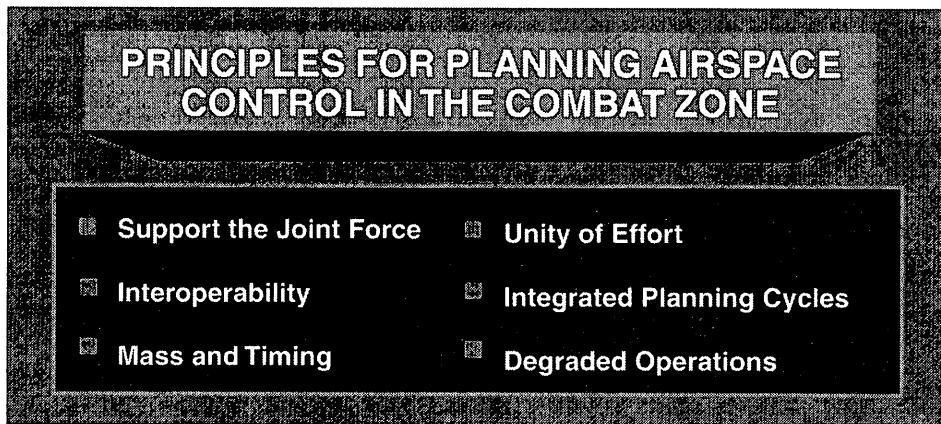 PRINCIPLES FOR PLANNING AIRSPACE
CONTROL IN THE COMBAT ZONE
Support the Joint Force
Interoperability
Mass and Timing
Unity of Effort
Integrated Planning Cycles
Degraded Operations